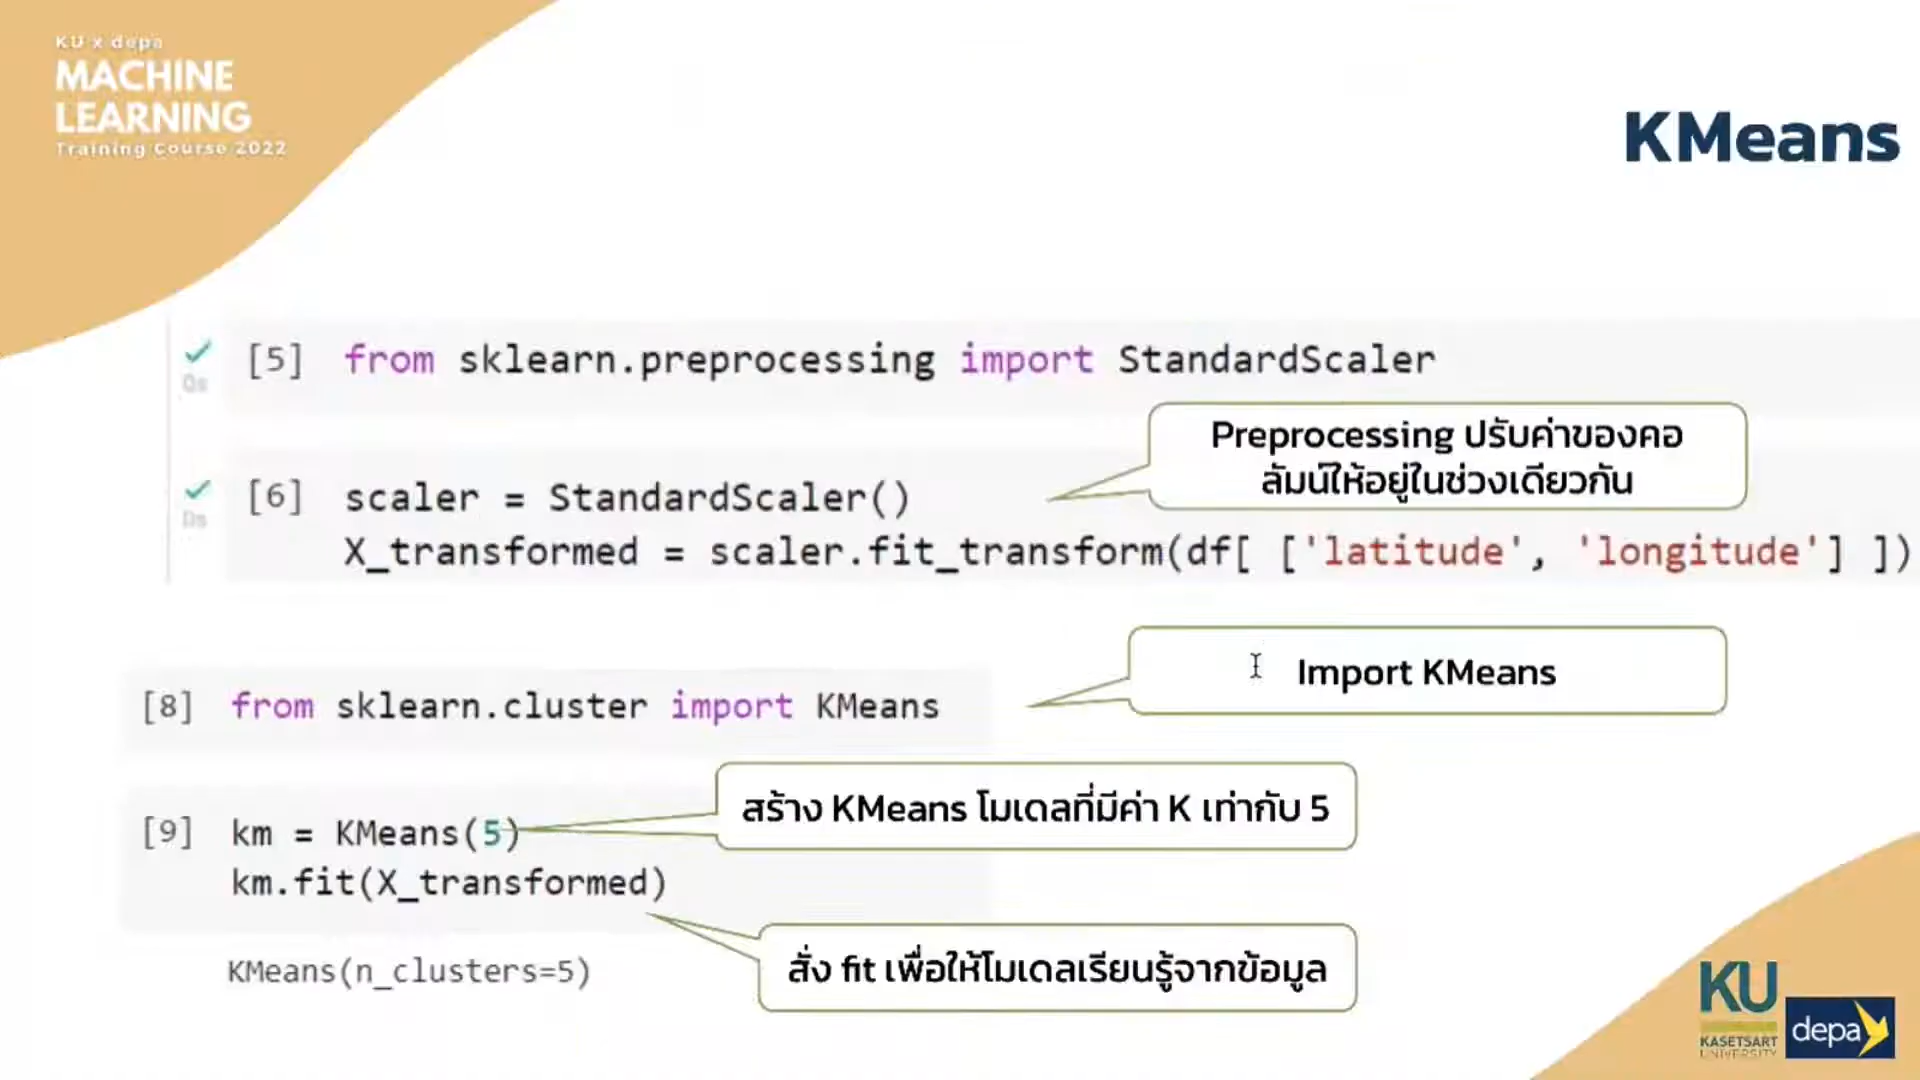 KU x depa
MACHINE
LEARNING
Training Course 2022
KMeans
0s
[5] from sklearn.preprocessing import StandardScaler
Preprocessing ปรับค่าของคอ
ลัมน์ให้อยู่ในช่วงเดียวกัน
0s
[6] scaler = StandardScaler()
X_transformed = scaler.fit_transform(df[ ['latitude', 'longitude'] ])
Import KMeans
[8] from sklearn.cluster import KMeans
สร้าง KMeans โมเดลที่มีค่า K เท่ากับ 5
[9] km = KMeans(5)
km.fit(X_transformed)
สั่ง fit เพื่อให้โมเดลเรียนรู้จากข้อมูล
KMeans(n_clusters=5)
KU
KASETSART
UNIVERSITY
depa